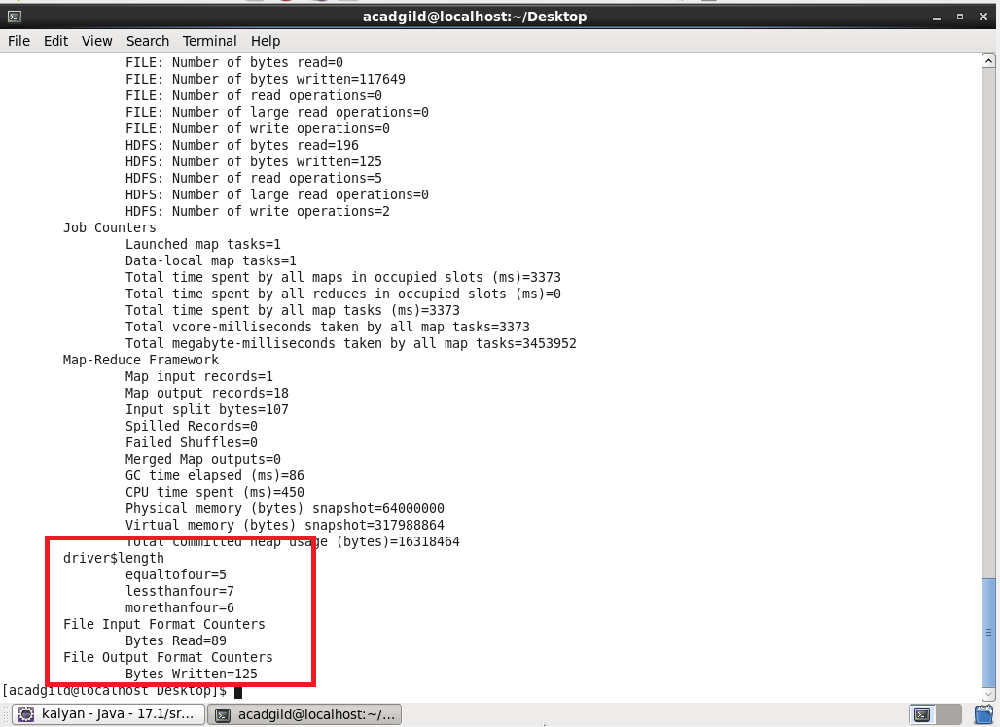 acadgild@localhost:~/Desktop
File Edit View Search Terminal Help
FILE: Number of bytes read=0
FILE: Number of bytes written=117649
FILE: Number of read operations=0
FILE: Number of large read operations=0
FILE: Number of write operations=0
HDFS: Number of bytes read=196
HDFS: Number of bytes written=125
HDFS: Number of read operations=5
HDFS: Number of large read operations=0
HDFS: Number of write operations=2
Job Counters
Launched map tasks=1
Data-local map tasks=1
Total time spent by all maps in occupied slots (ms)=3373
Total time spent by all reduces in occupied slots (ms)=0
Total time spent by all map tasks (ms)=3373
Total vcore-milliseconds taken by all map tasks=3373
Total megabyte-milliseconds taken by all map tasks=3453952
Map-Reduce Framework
Map input records=1
Map output records=18
Input split bytes=107
Spilled Records=0
Failed Shuffles=0
Merged Map outputs=0
GC time elapsed (ms)=86
CPU time spent (ms)=450
Physical memory (bytes) snapshot=64000000
Virtual memory (bytes) snapshot=317988864
Total committed heap usage (bytes)=16318464
driver$length
equaltofour=5
lessthanfour=7
morethanfour=6
File Input Format Counters
Bytes Read=89
File Output Format Counters
Bytes Written=125
[acadgild@localhost Desktop]$
kalyan - Java - 17.1/sr... acadgild@localhost:~/...